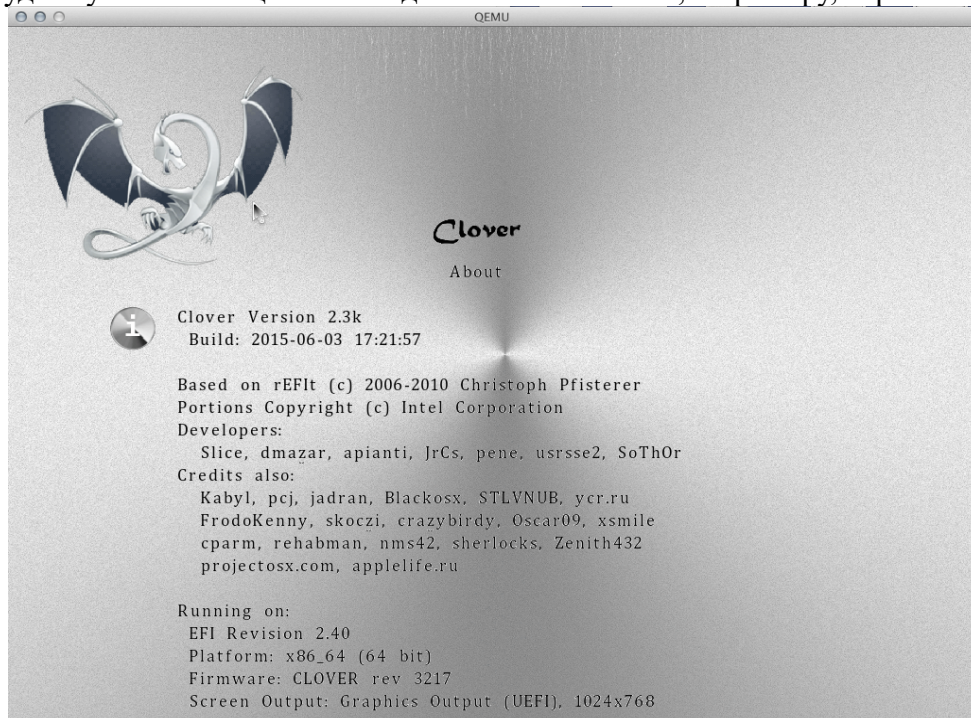 QEMU
Clover
About
Clover Version 2.3k
Build: 2015-06-03 17:21:57
Based on rEFIt (c) 2006-2010 Christoph Pfisterer
Portions Copyright (c) Intel Corporation
Developers:
Slice, dmazar, apianti, JrCs, pene, usrsse2, SoThOr
Credits also:
Kabyl, pcj, jadran, Blackosx, STLVNUB, ycr.ru
FrodoKenny, skoczi, crazybirdy, Oscar09, xsmile
cparm, rehabman, nms42, sherlocks, Zenith432
projectosx.com, applelife.ru
Running on:
EFI Revision 2.40
Platform: x86_64 (64 bit)
Firmware: CLOVER rev 3217
Screen Output: Graphics Output (UEFI), 1024x768